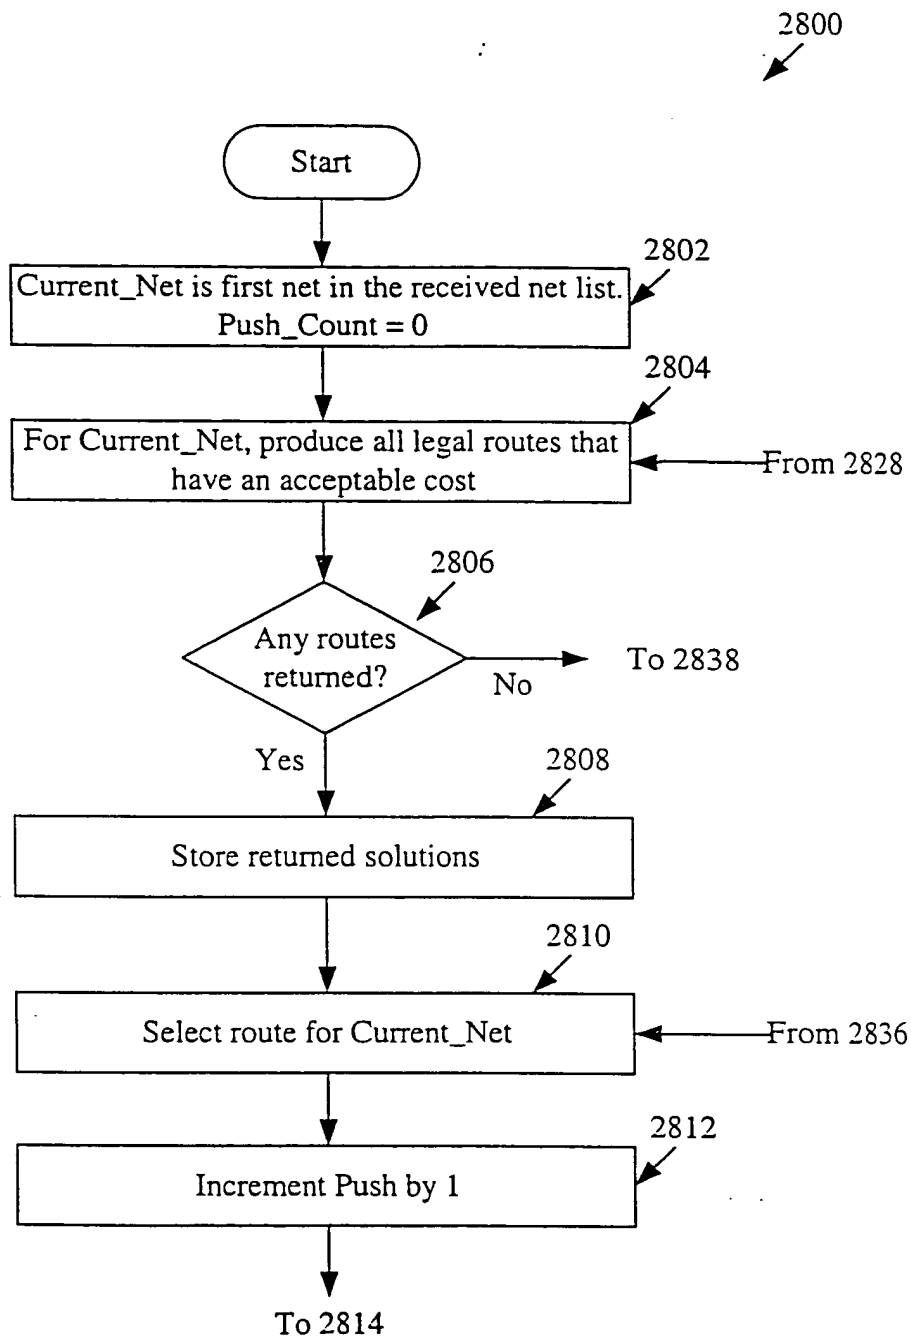 2800
Start
2802
Current_Net is first net in the received net list.
Push_Count = 0
2804
For Current_Net, produce all legal routes that
have an acceptable cost
From 2828
2806
Any routes
returned?
No
To 2838
Yes
2808
Store returned solutions
2810
Select route for Current_Net
From 2836
2812
Increment Push by 1
To 2814